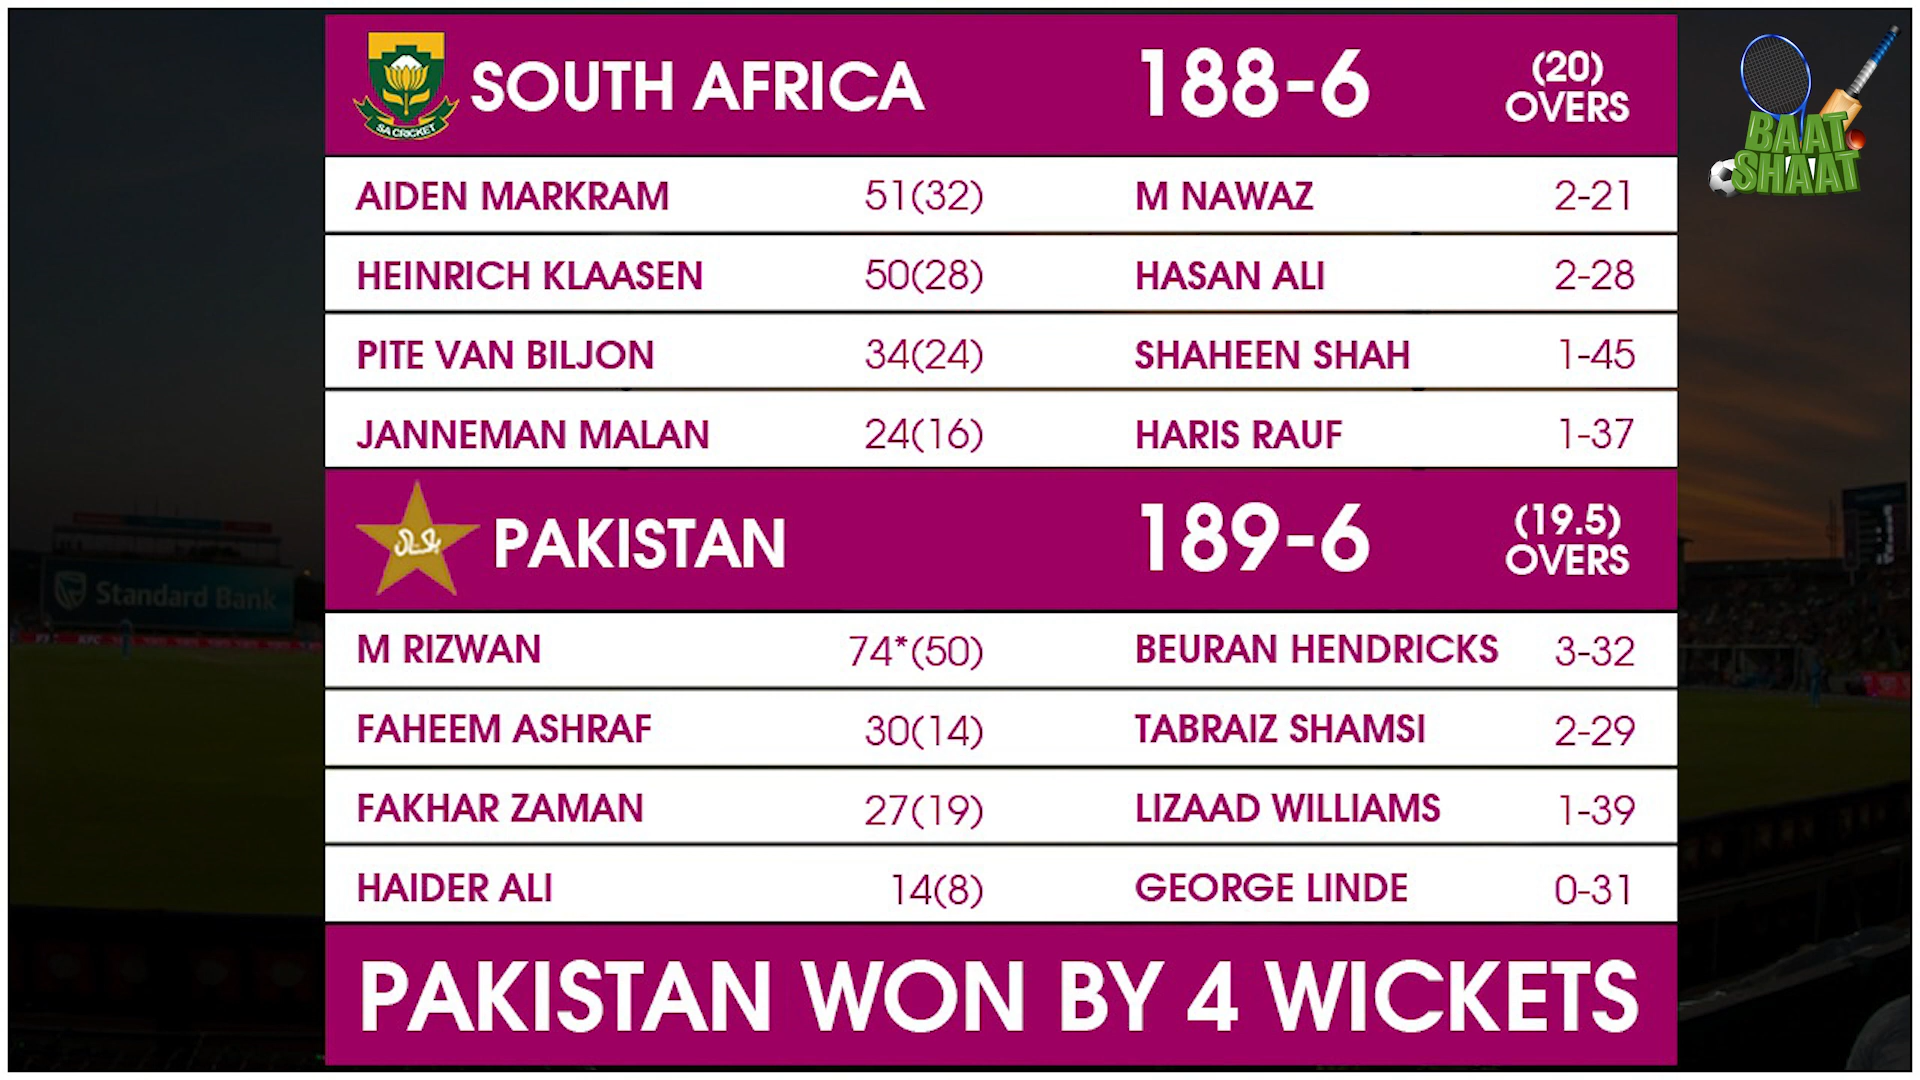 SOUTH AFRICA 188-6 (20) OVERS
SA CRICKET
BAAT SHAAT
AIDEN MARKRAM 51(32) M NAWAZ 2-21
HEINRICH KLAASEN 50(28) HASAN ALI 2-28
PITE VAN BILJON 34(24) SHAHEEN SHAH 1-45
JANNEMAN MALAN 24(16) HARIS RAUF 1-37
PAKISTAN 189-6 (19.5) OVERS
Standard Bank
KFC
M RIZWAN 74*(50) BEURAN HENDRICKS 3-32
FAHEEM ASHRAF 30(14) TABRAIZ SHAMSI 2-29
FAKHAR ZAMAN 27(19) LIZAAD WILLIAMS 1-39
HAIDER ALI 14(8) GEORGE LINDE 0-31
PAKISTAN WON BY 4 WICKETS